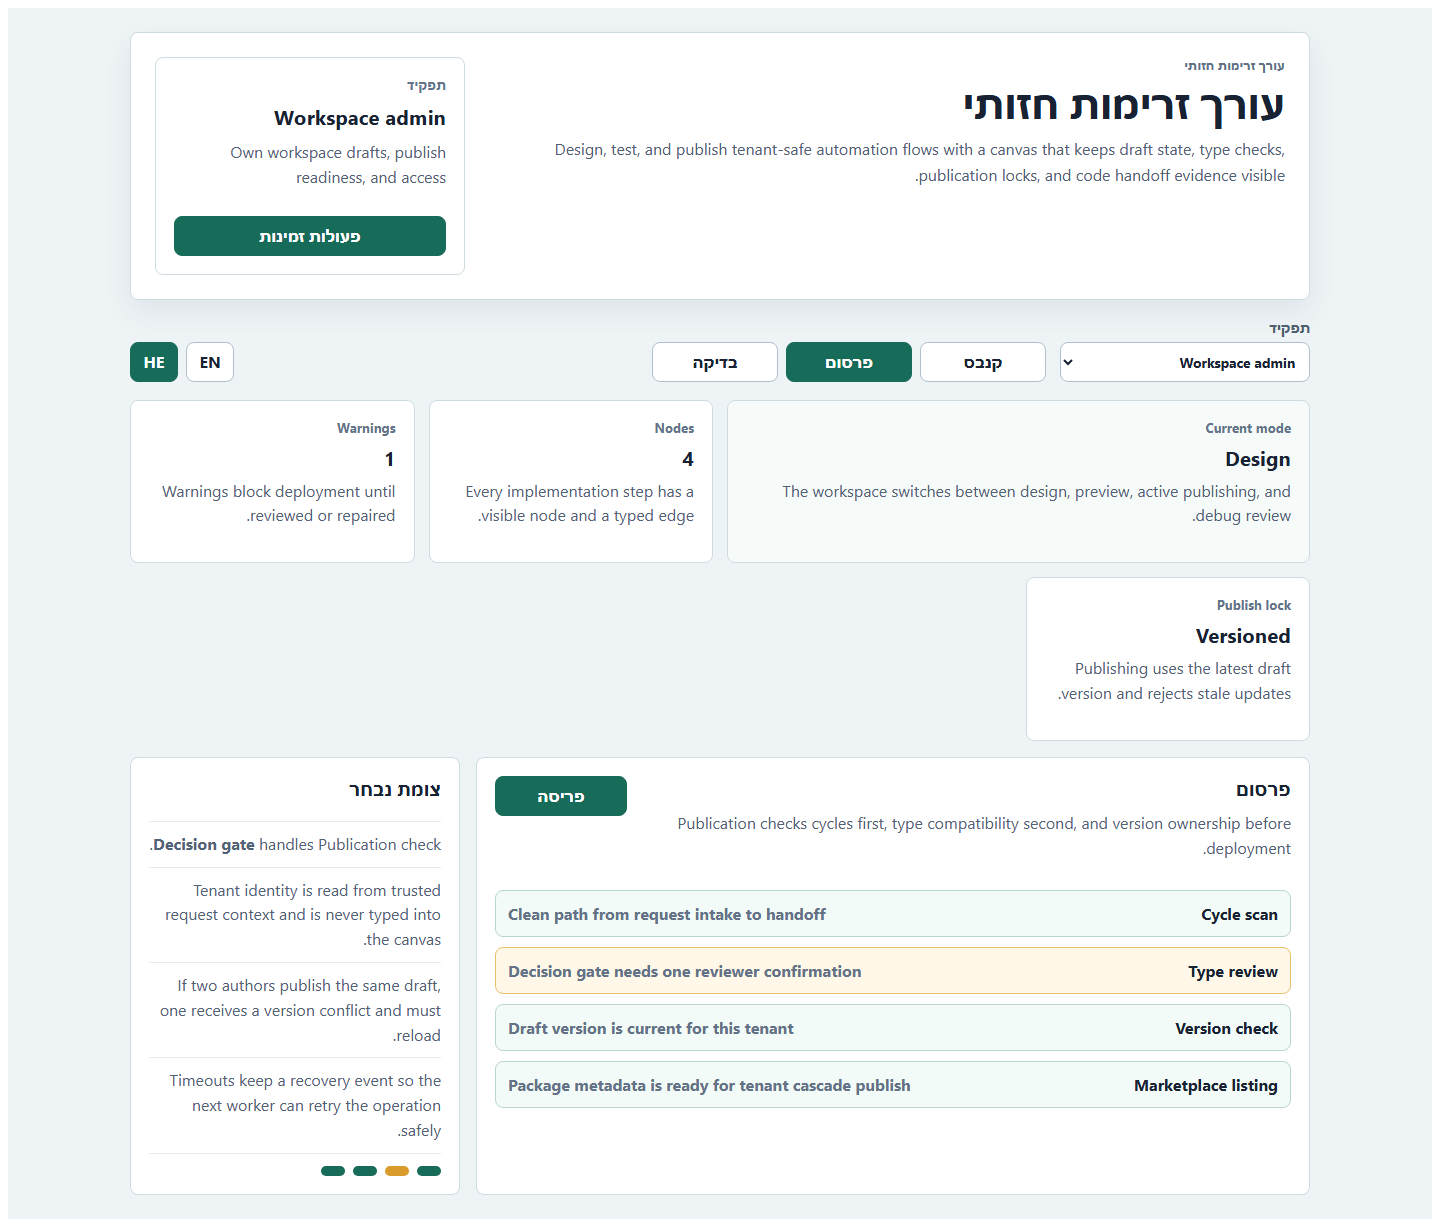 עורך זרימות חזותי
עורך זרימות חזותי
Design, test, and publish tenant-safe automation flows with a canvas that keeps draft state, type checks,
publication locks, and code handoff evidence visible.
תפקיד
Workspace admin
Own workspace drafts, publish
readiness, and access
פעולות זמינות
תפקיד
Workspace admin
קנבס
פרסום
בדיקה
EN
HE
Current mode
Design
The workspace switches between design, preview, active publishing, and
debug review.
Nodes
4
Every implementation step has a
visible node and a typed edge.
Warnings
1
Warnings block deployment until
reviewed or repaired.
Publish lock
Versioned
Publishing uses the latest draft
version and rejects stale updates.
פרסום
Publication checks cycles first, type compatibility second, and version ownership before
deployment.
פריסה
Cycle scan
Clean path from request intake to handoff
Type review
Decision gate needs one reviewer confirmation
Version check
Draft version is current for this tenant
Marketplace listing
Package metadata is ready for tenant cascade publish
צומת נבחר
Decision gate handles Publication check.
Tenant identity is read from trusted
request context and is never typed into
the canvas.
If two authors publish the same draft,
one receives a version conflict and must
reload.
Timeouts keep a recovery event so the
next worker can retry the operation
safely.